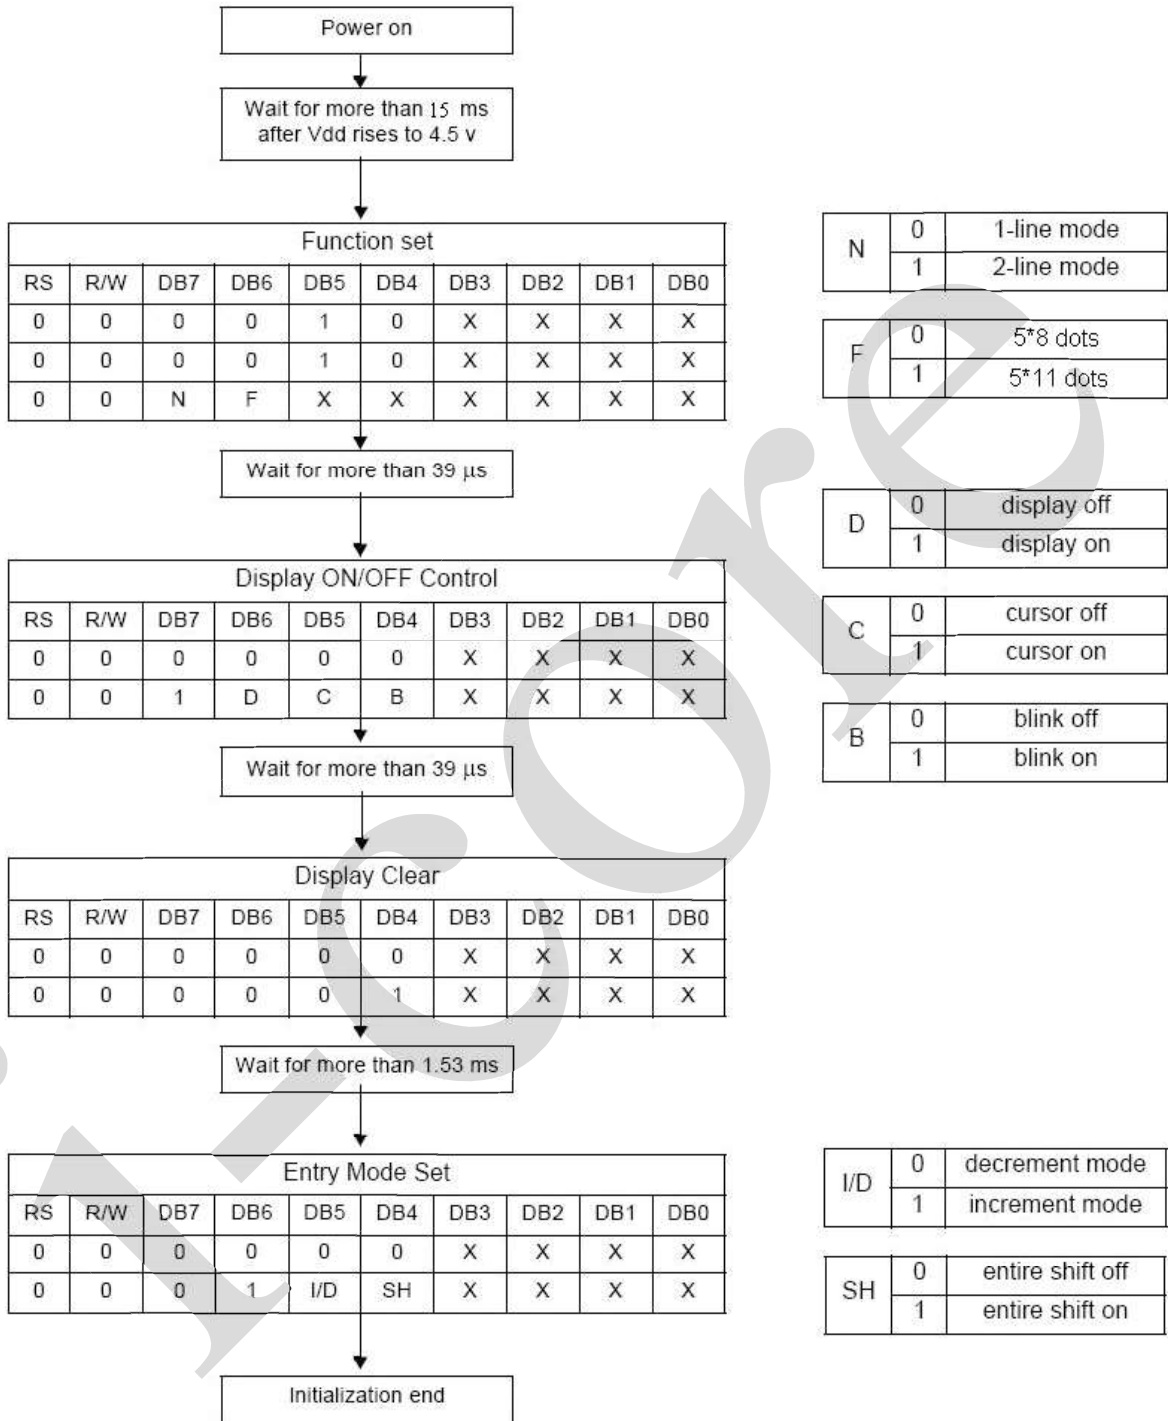 Power on
Wait for more than 15 ms
after Vdd rises to 4.5 v
Function set
RS R/W DB7 DB6 DB5 DB4 DB3 DB2 DB1 DB0
0 0 0 0 1 0 X X X X
0 0 0 0 1 0 X X X X
0 0 N F X X X X X X
N 0 1-line mode
1 2-line mode
F 0 5*8 dots
1 5*11 dots
Wait for more than 39 μs
Display ON/OFF Control
RS R/W DB7 DB6 DB5 DB4 DB3 DB2 DB1 DB0
0 0 0 0 0 0 X X X X
0 0 1 D C B X X X X
D 0 display off
1 display on
C 0 cursor off
1 cursor on
B 0 blink off
1 blink on
Wait for more than 39 μs
Display Clear
RS R/W DB7 DB6 DB5 DB4 DB3 DB2 DB1 DB0
0 0 0 0 0 0 X X X X
0 0 0 0 0 1 X X X X
Wait for more than 1.53 ms
Entry Mode Set
RS R/W DB7 DB6 DB5 DB4 DB3 DB2 DB1 DB0
0 0 0 0 0 0 X X X X
0 0 0 1 I/D SH X X X X
I/D 0 decrement mode
1 increment mode
SH 0 entire shift off
1 entire shift on
Initialization end
i-core